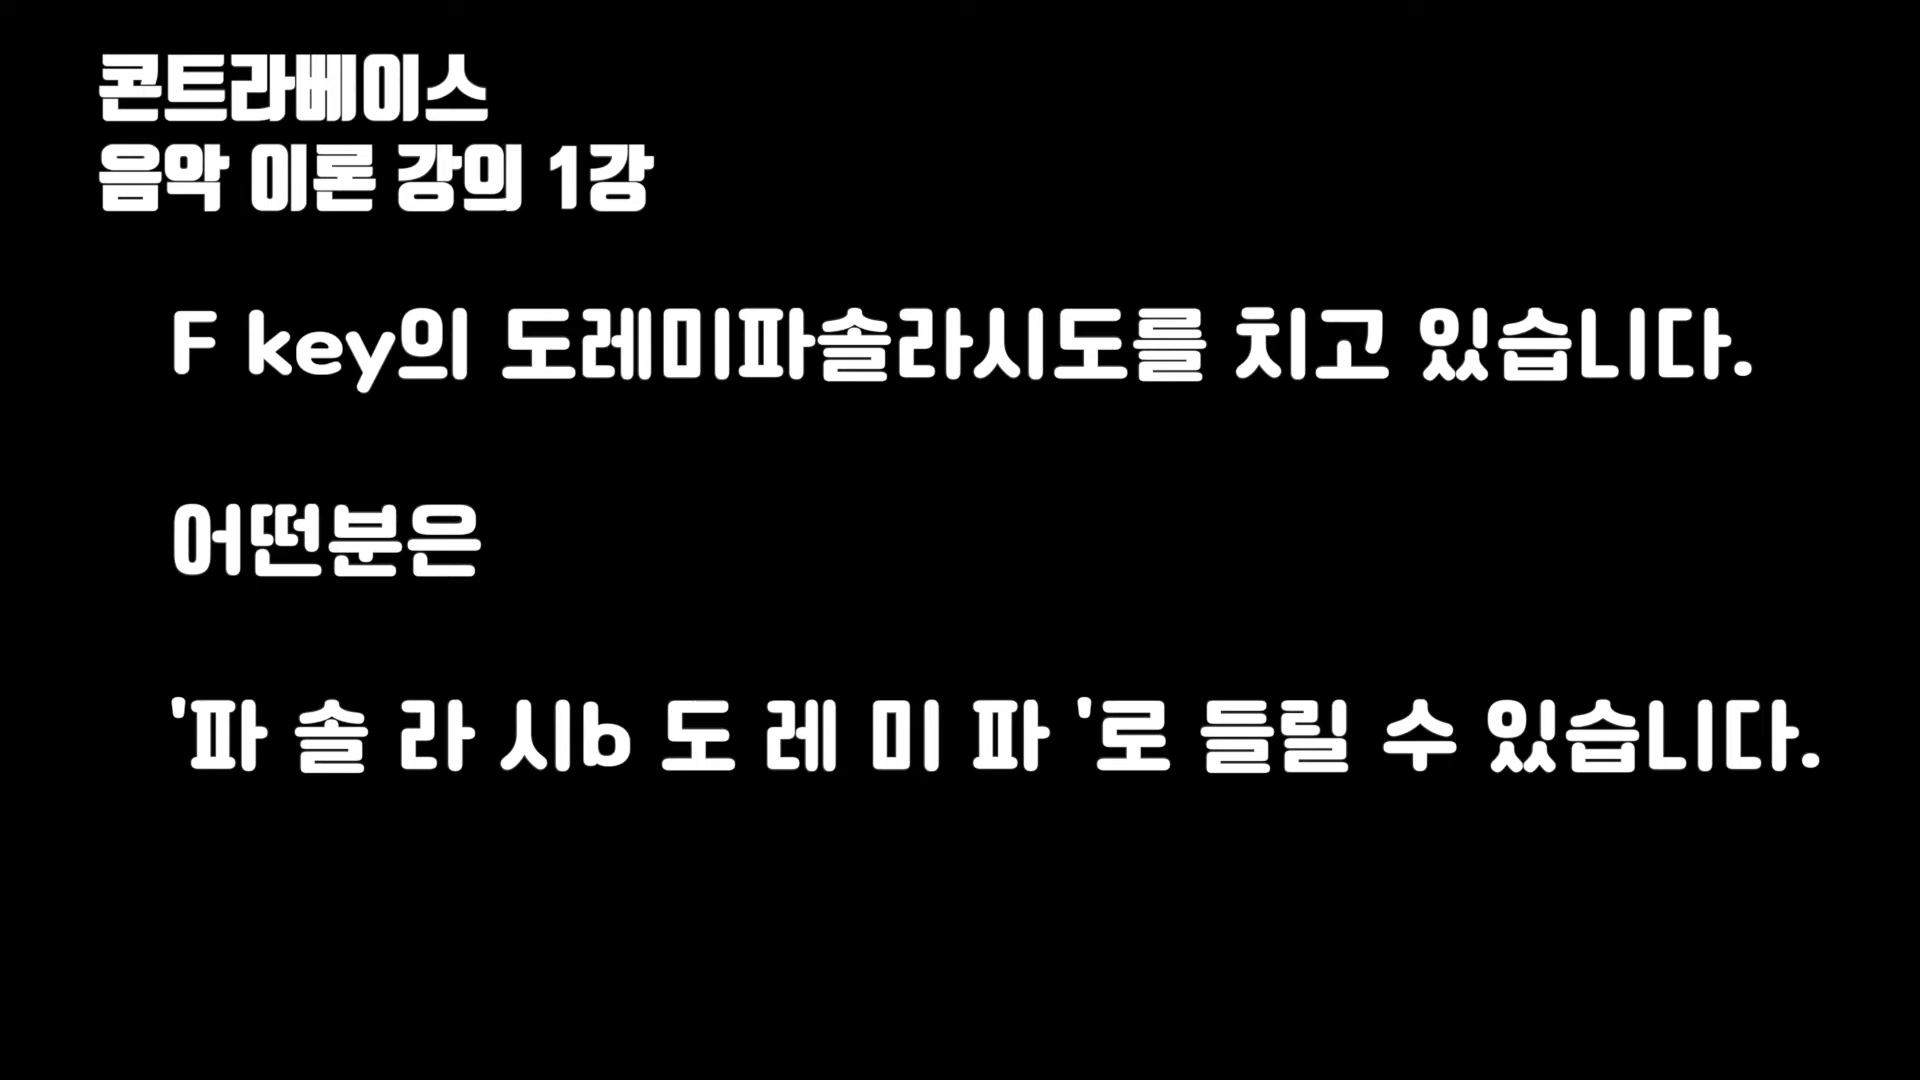 콘트라베이스
음악 이론 강의 1강
F key의 도레미파솔라시도를 치고 있습니다.
어떤분은
'파 솔 라 시b 도 레 미 파 '로 들릴 수 있습니다.